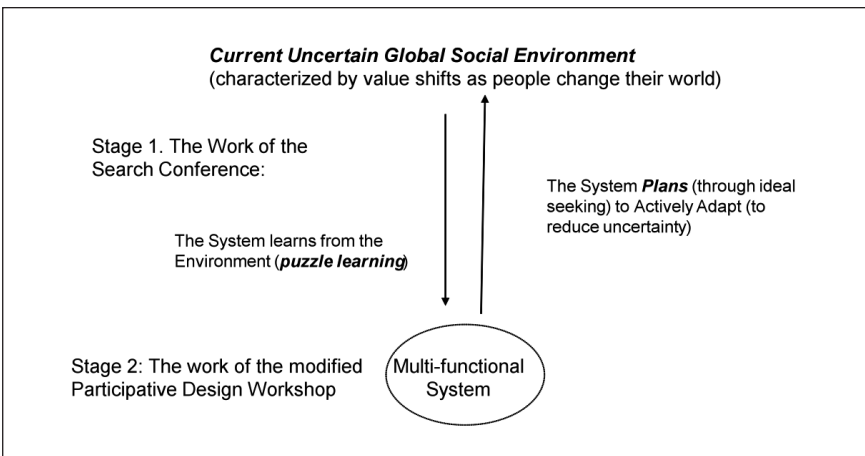 Current Uncertain Global Social Environment
(characterized by value shifts as people change their world)
Stage 1. The Work of the
Search Conference:
The System Plans (through ideal
seeking) to Actively Adapt (to
reduce uncertainty)
The System learns from the
Environment (puzzle learning)
Stage 2: The work of the modified
Participative Design Workshop
Multi-functional
System